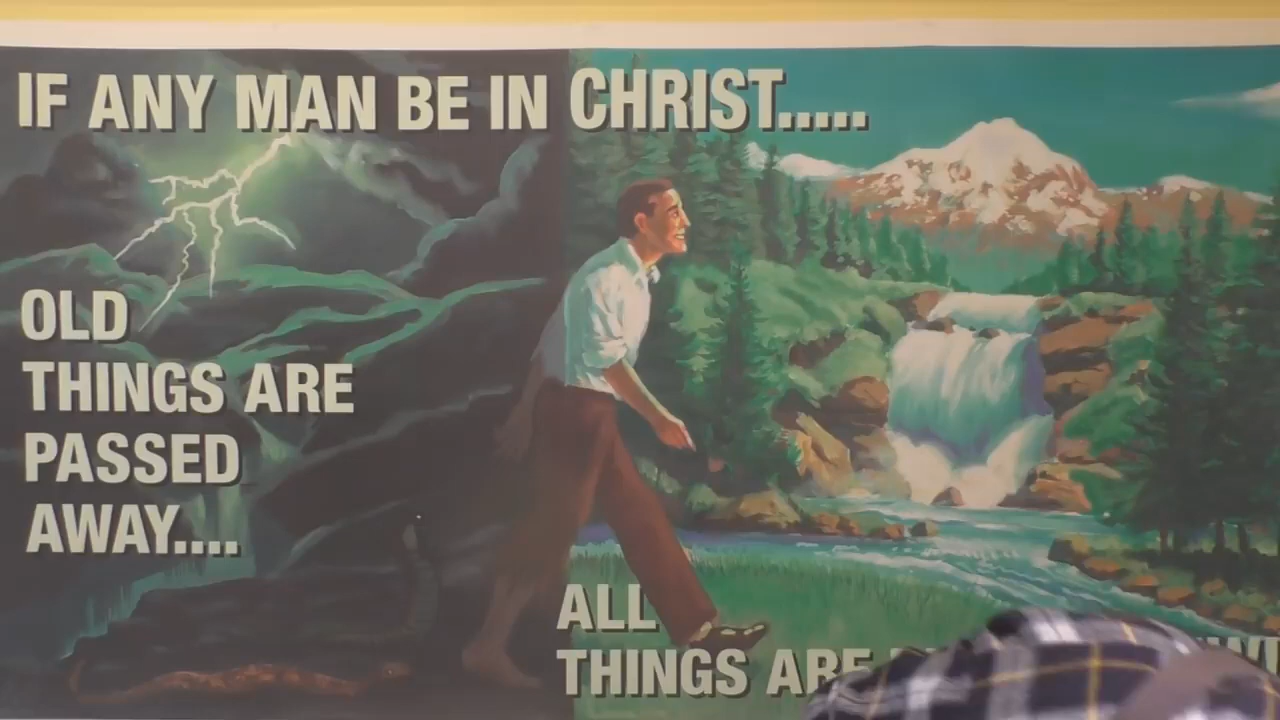 IF ANY MAN BE IN CHRIST.....
OLD
THINGS ARE
PASSED
AWAY....
ALL
THINGS ARE